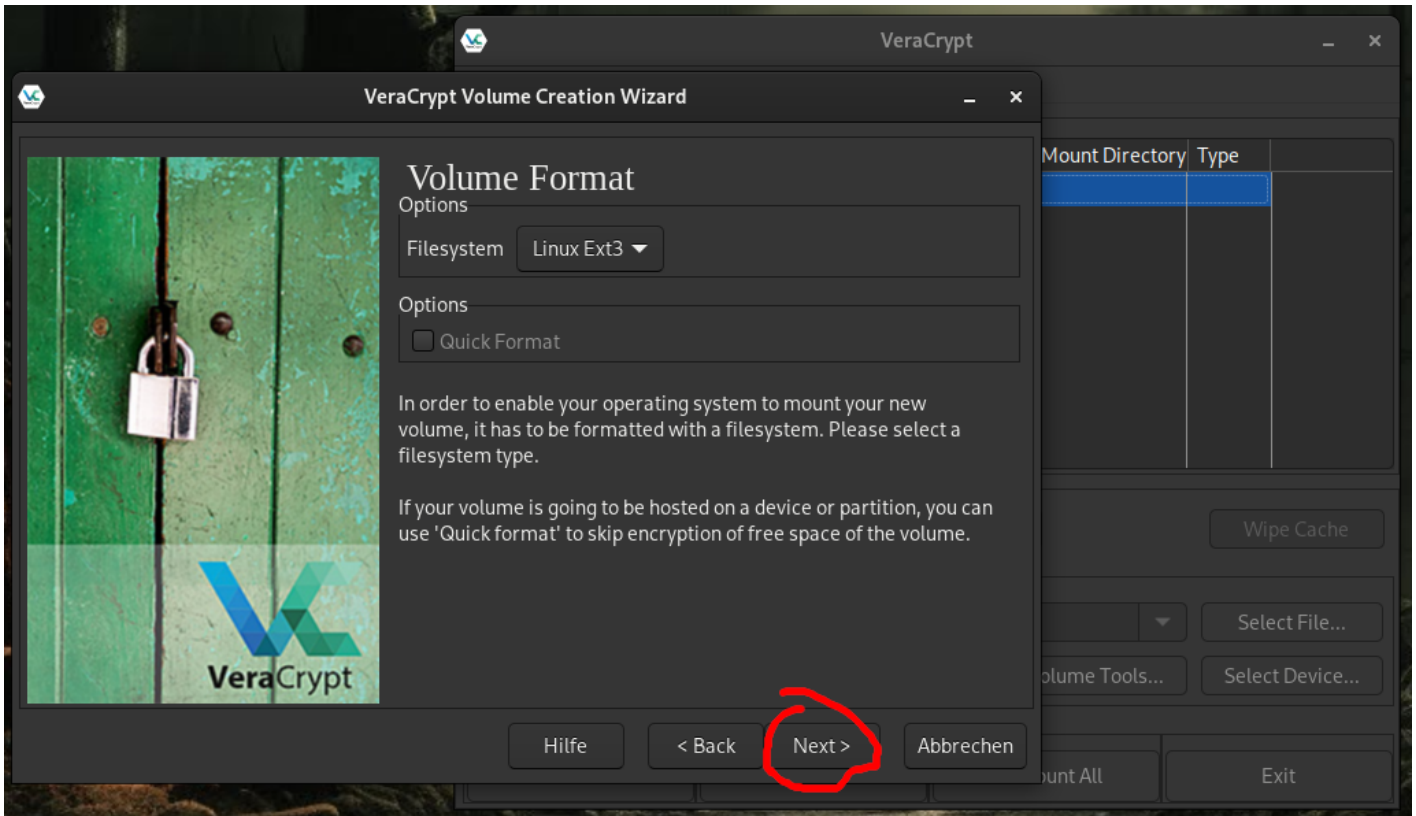 VeraCrypt
VeraCrypt Volume Creation Wizard
Mount Directory Type
Volume Format
Options
Filesystem Linux Ext3
Options
Quick Format
In order to enable your operating system to mount your new
volume, it has to be formatted with a filesystem. Please select a
filesystem type.
If your volume is going to be hosted on a device or partition, you can
use 'Quick format' to skip encryption of free space of the volume.
Wipe Cache
Select File...
VeraCrypt
Tools... Select Device...
Hilfe < Back Next > Abbrechen
All Exit